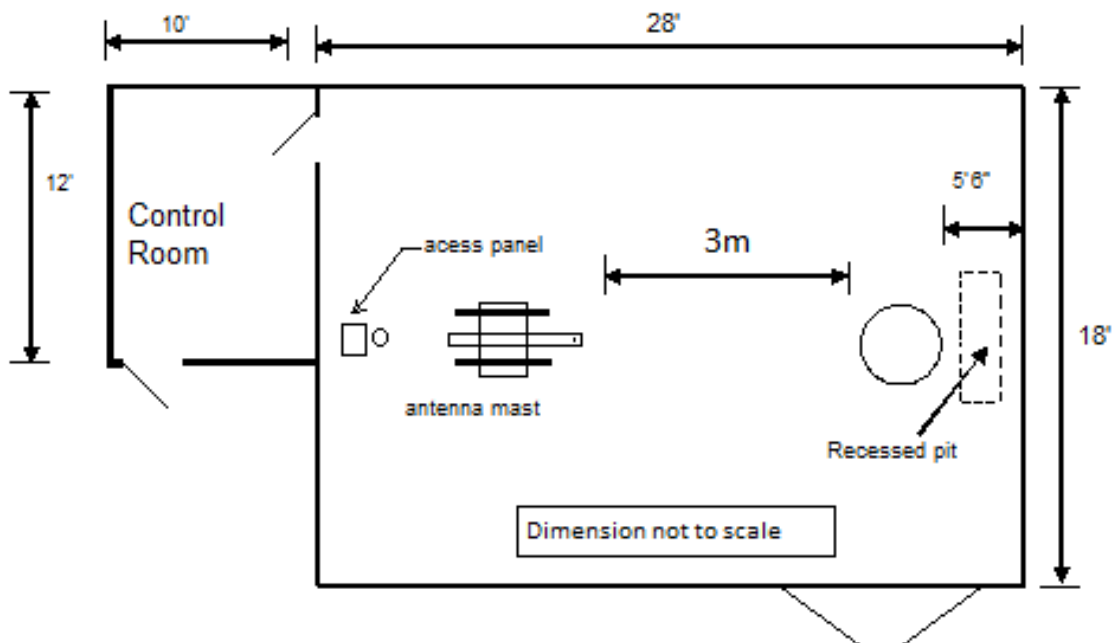 10'
28'
12'
5'6"
Control
Room
acess panel
3m
18'
antenna mast
Recessed pit
Dimension not to scale